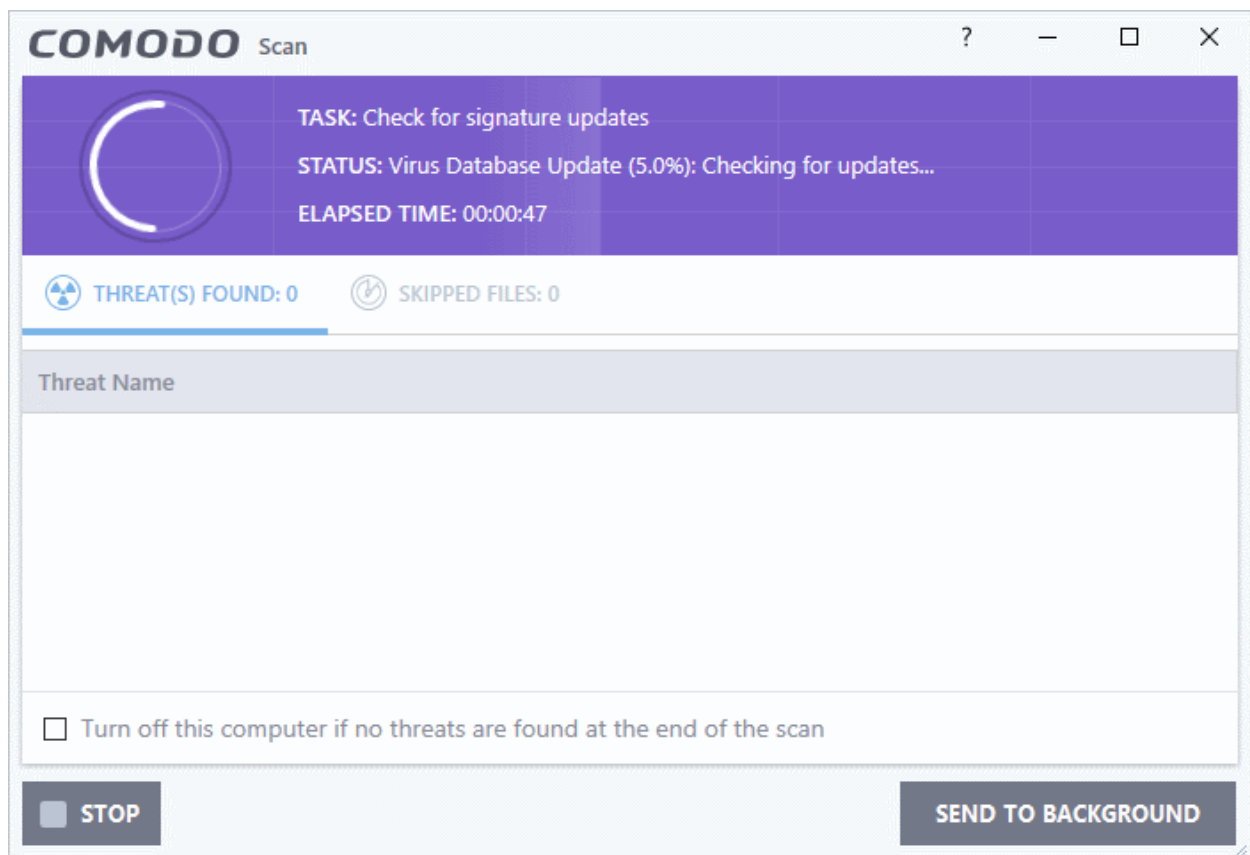 COMODO Scan
?
TASK: Check for signature updates
STATUS: Virus Database Update (5.0%): Checking for updates...
ELAPSED TIME: 00:00:47
THREAT(S) FOUND: 0 SKIPPED FILES: 0
Threat Name
Turn off this computer if no threats are found at the end of the scan
STOP SEND TO BACKGROUND